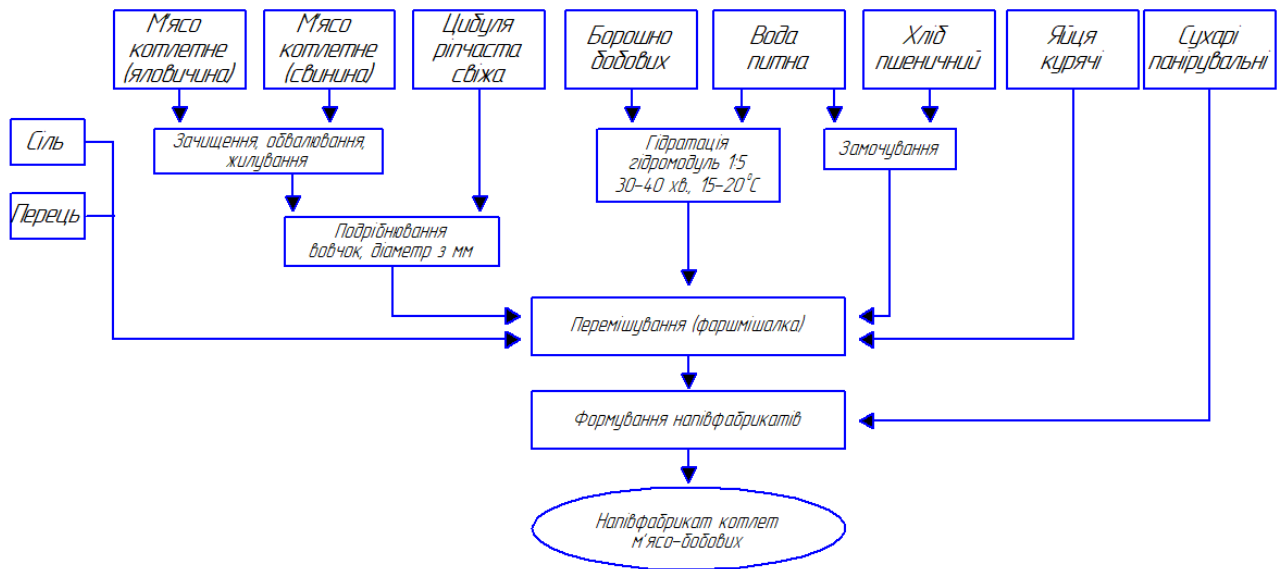 М'ясо
котлетне
(яловичина)
М'ясо
котлетне
(свинина)
Цибуля
ріпчаста
свіжа
Борошно
бобових
Вода
питна
Хліб
пшеничний
Яйця
курячі
Сухарі
панірувальні
Сіль
Перець
Зачищення, обвалювання,
жилування
Гідратація
гідромодуль 1:5
30-40 хв., 15-20⁰С
Замочування
Подрібнювання
вовчок, діаметр з мм
Перемішування (фаршмішалка)
Формування напівфабрикатів
Напівфабрикат котлет
м'ясо-бобових